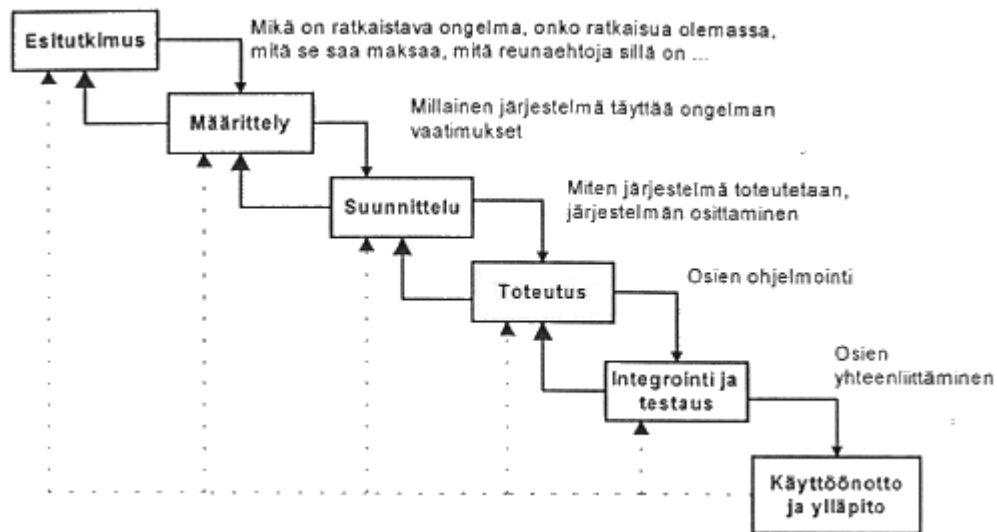 Esitutkimus
Mikä on ratkaistava ongelma, onko ratkaisua olemassa,
mitä se saa maksaa, mitä reunaehtoja sillä on ...
Määrittely
Millainen järjestelmä täyttää ongelman
vaatimukset
Suunnittelu
Miten järjestelmä toteutetaan,
järjestelmän osittaminen
Toteutus
Osien ohjelmointi
Integrointi ja
testaus
Osien
yhteenliittäminen
Käyttöönotto
ja ylläpito